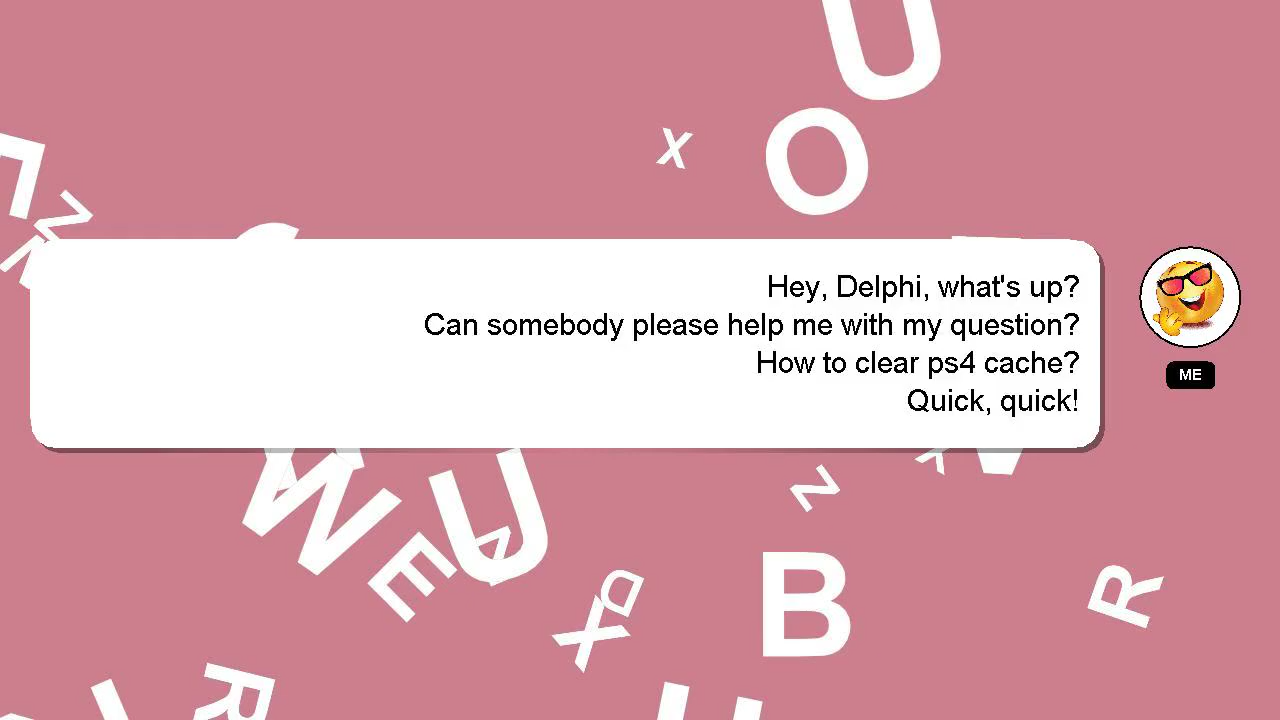 Hey, Delphi, what's up?
Can somebody please help me with my question?
How to clear ps4 cache?
Quick, quick!
ME
U
O
X
Z
W
U
E
Z
X
D
B
R
R